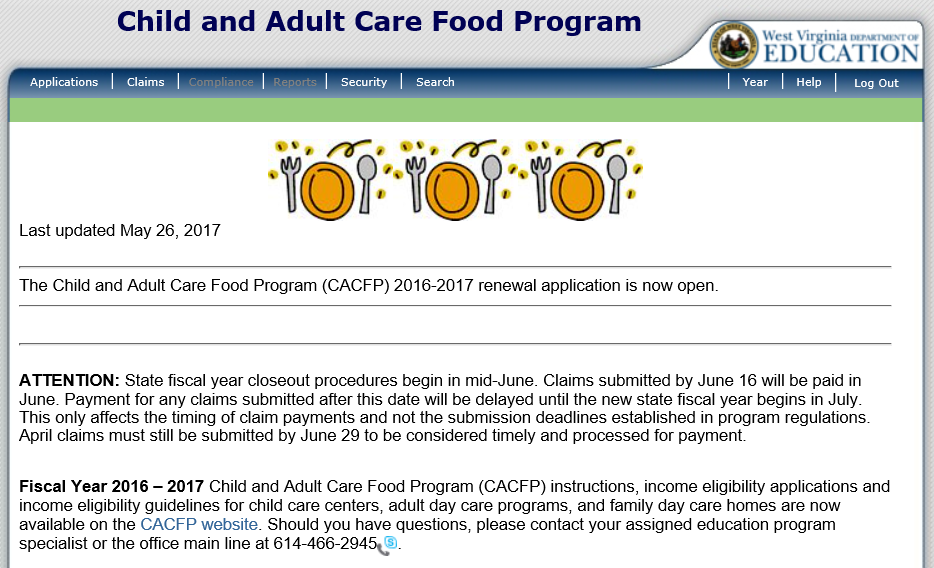 Child and Adult Care Food Program
West Virginia DEPARTMENT OF
EDUCATION
Applications Claims Compliance Reports Security Search Year Help Log Out
Last updated May 26, 2017
The Child and Adult Care Food Program (CACFP) 2016-2017 renewal application is now open.
ATTENTION: State fiscal year closeout procedures begin in mid-June. Claims submitted by June 16 will be paid in
June. Payment for any claims submitted after this date will be delayed until the new state fiscal year begins in July.
This only affects the timing of claim payments and not the submission deadlines established in program regulations.
April claims must still be submitted by June 29 to be considered timely and processed for payment.
Fiscal Year 2016 – 2017 Child and Adult Care Food Program (CACFP) instructions, income eligibility applications and
income eligibility guidelines for child care centers, adult day care programs, and family day care homes are now
available on the CACFP website. Should you have questions, please contact your assigned education program
specialist or the office main line at 614-466-2945.